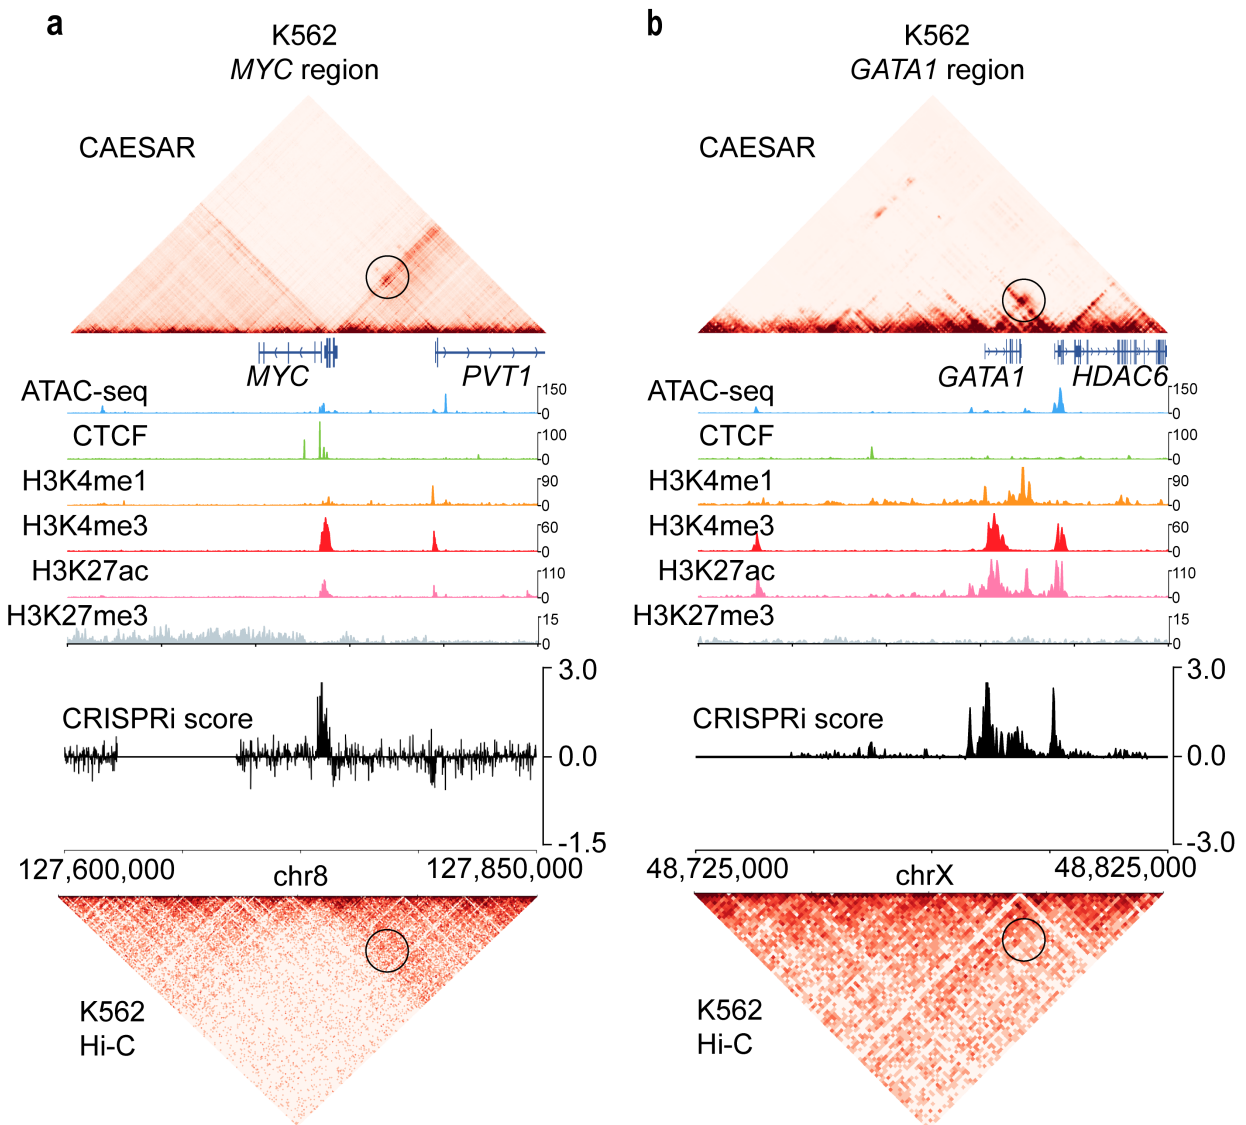 a
K562
MYC region
CAESAR
MYC
PVT1
ATAC-seq
150
0
CTCF
100
0
H3K4me1
90
0
H3K4me3
60
0
H3K27ac
110
0
H3K27me3
15
0
CRISPRi score
3.0
0.0
-1.5
127,600,000
chr8
127,850,000
K562
Hi-C
b
K562
GATA1 region
CAESAR
GATA1
HDAC6
ATAC-seq
150
0
CTCF
100
0
H3K4me1
90
0
H3K4me3
60
0
H3K27ac
110
0
H3K27me3
15
0
CRISPRi score
3.0
0.0
-3.0
48,725,000
chrX
48,825,000
K562
Hi-C